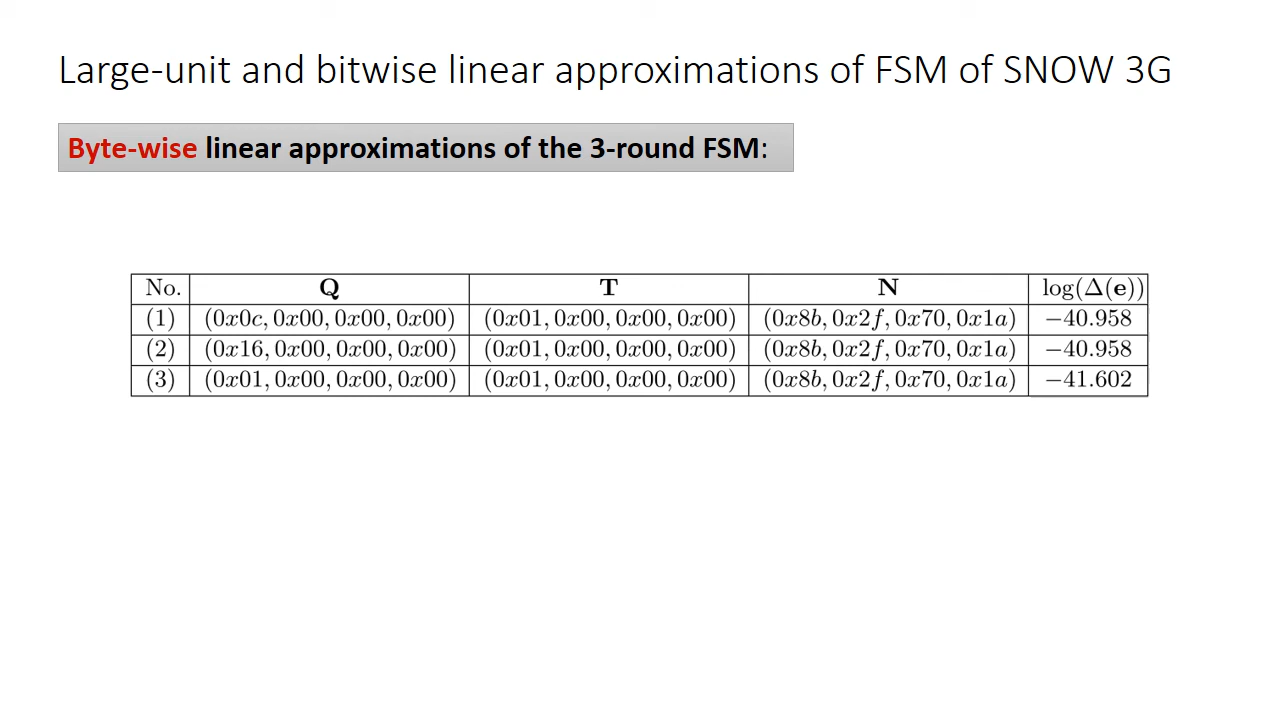 Large-unit and bitwise linear approximations of FSM of SNOW 3G
Byte-wise linear approximations of the 3-round FSM:
No. Q T N log(Δ(e))
(1) (0x0c, 0x00, 0x00, 0x00) (0x01, 0x00, 0x00, 0x00) (0x8b, 0x2f, 0x70, 0x1a) −40.958
(2) (0x16, 0x00, 0x00, 0x00) (0x01, 0x00, 0x00, 0x00) (0x8b, 0x2f, 0x70, 0x1a) −40.958
(3) (0x01, 0x00, 0x00, 0x00) (0x01, 0x00, 0x00, 0x00) (0x8b, 0x2f, 0x70, 0x1a) −41.602